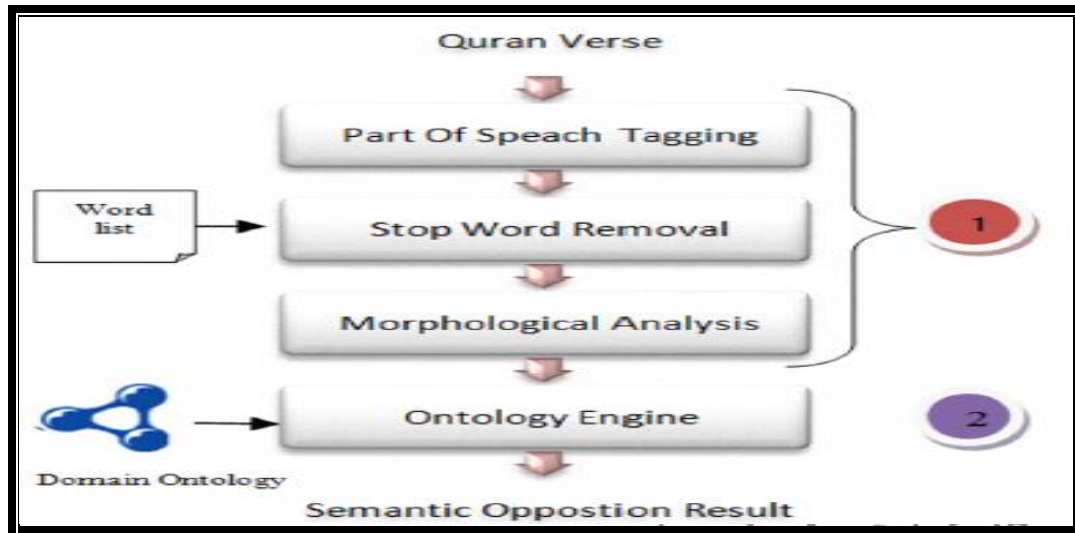 Quran Verse
Part Of Speach Tagging
Word
list
Stop Word Removal
1
Morphological Analysis
Ontology Engine
2
Domain Ontology
Semantic Oppostion Result